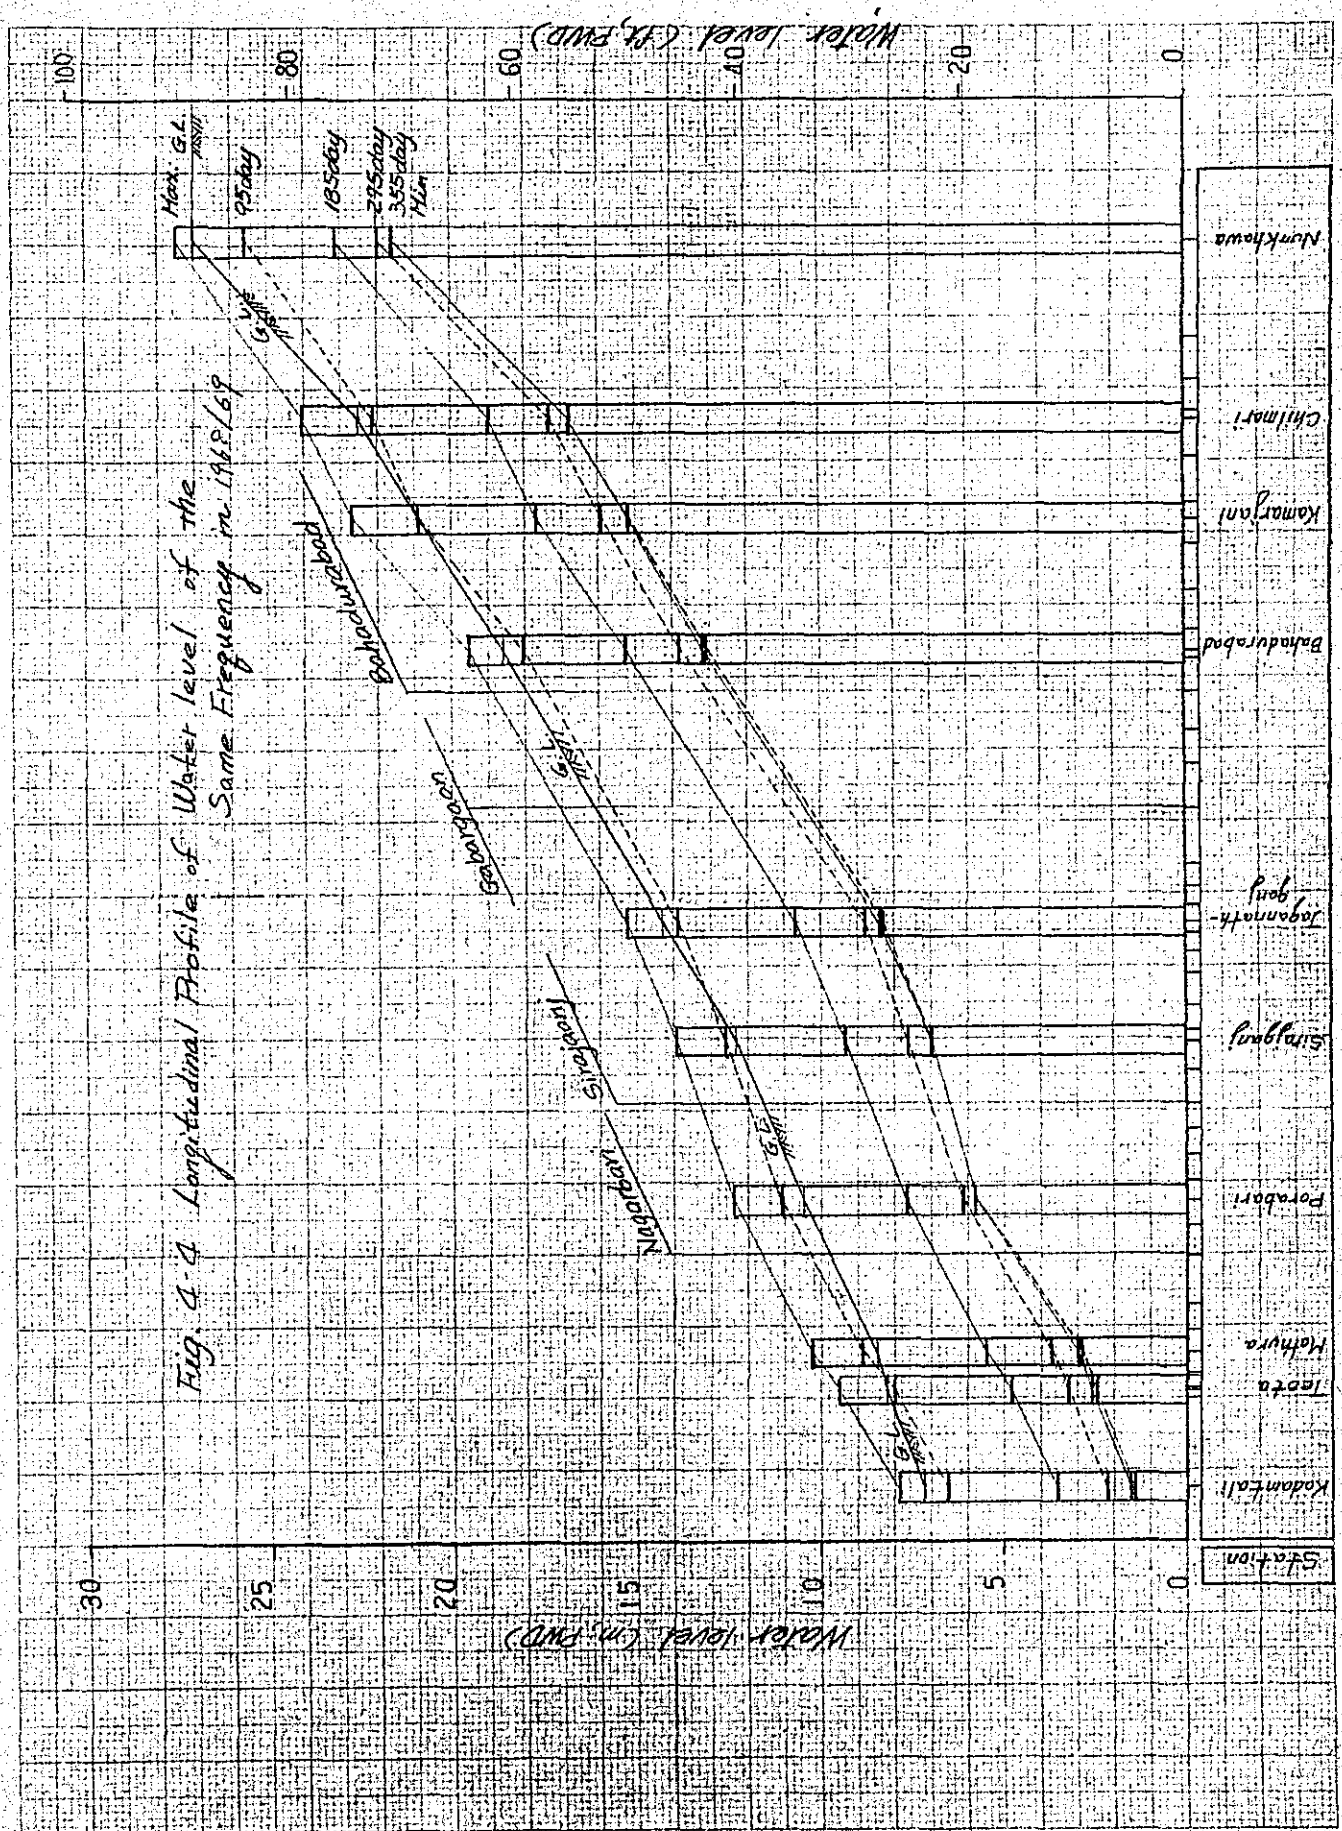 Fig. 4-4 Longitudinal Profile of Water level of the
Same Frequency in 1968/69
Water level (m, PWD)
30
25
20
15
10
5
0
Water level (ft, PWD)
100
80
60
40
20
0
Max. G.L
95day
185day
275day
355day
Min
G.L
G.L
G.L
G.L
Bahadurabad
Gabargaon
Sirajganj
Nagarbari
Station
Kadamtali
Teota
Mathura
Porabari
Sirajganj
Jagannath-
ganj
Bahadurabad
Kamarjani
Chilmari
Nunkhawa